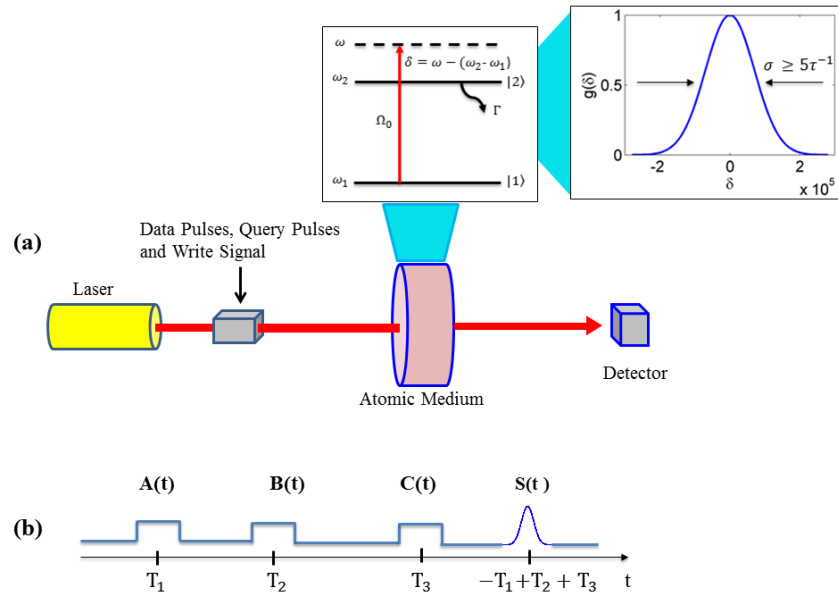 ω
δ = ω − (ω₂- ω₁)
ω₂
|2⟩
Γ
Ω₀
ω₁
|1⟩
1
0.5
0
g(δ)
σ ≥ 5τ⁻¹
-2
0
2
δ
x 10⁵
(a)
Data Pulses, Query Pulses
and Write Signal
Laser
Atomic Medium
Detector
A(t)
B(t)
C(t)
S(t )
(b)
T₁
T₂
T₃
−T₁+T₂ + T₃
t